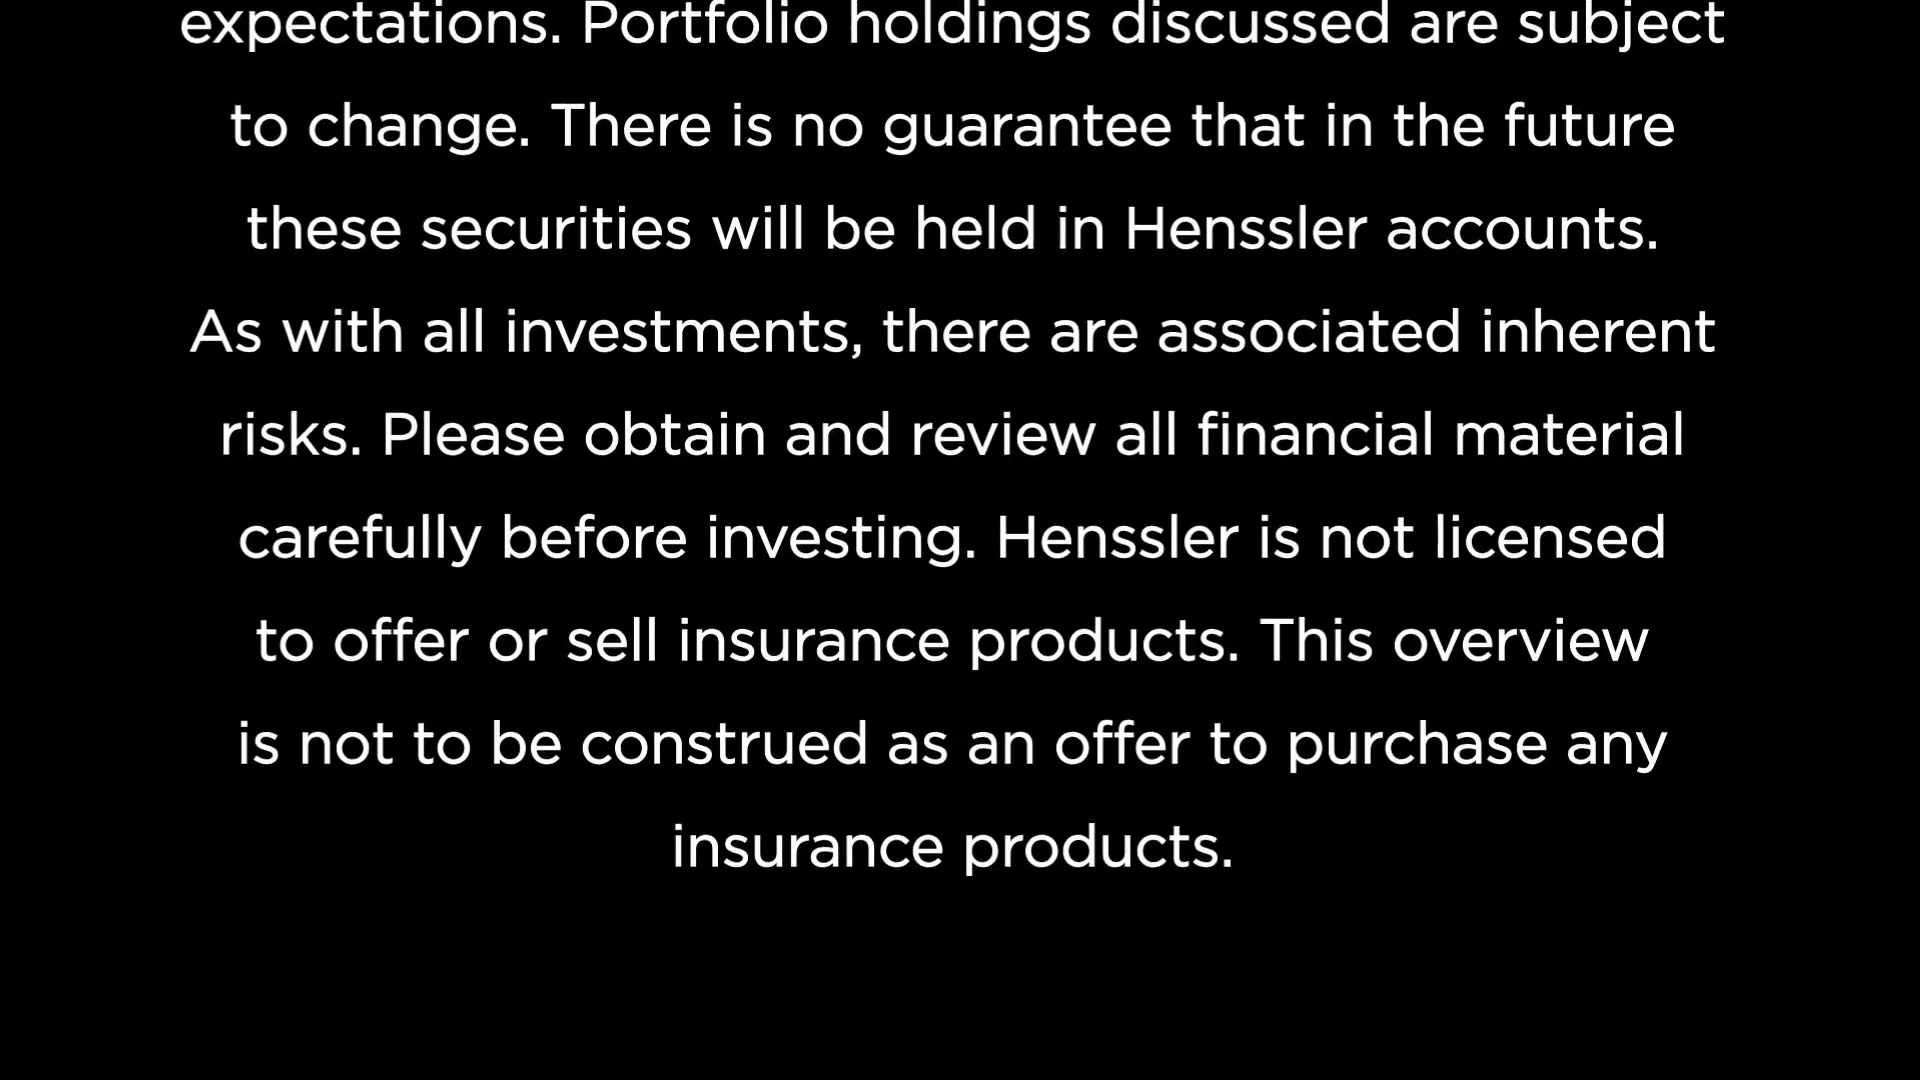 expectations. Portfolio holdings discussed are subject
to change. There is no guarantee that in the future
these securities will be held in Henssler accounts.
As with all investments, there are associated inherent
risks. Please obtain and review all financial material
carefully before investing. Henssler is not licensed
to offer or sell insurance products. This overview
is not to be construed as an offer to purchase any
insurance products.